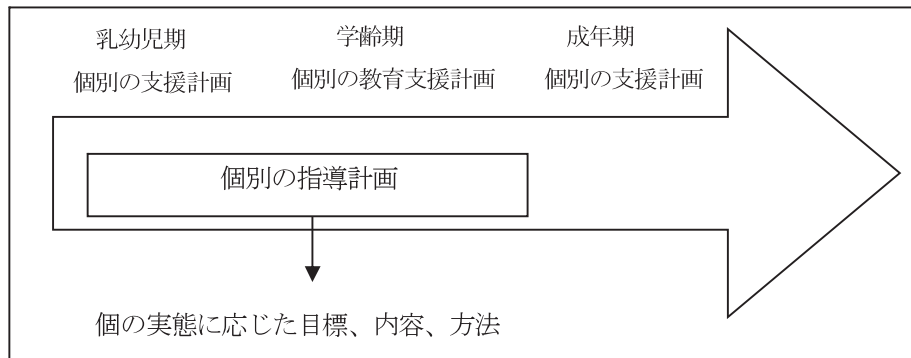 乳幼児期 学齢期 成年期
個別の支援計画 個別の教育支援計画 個別の支援計画
個別の指導計画
個の実態に応じた目標、内容、方法